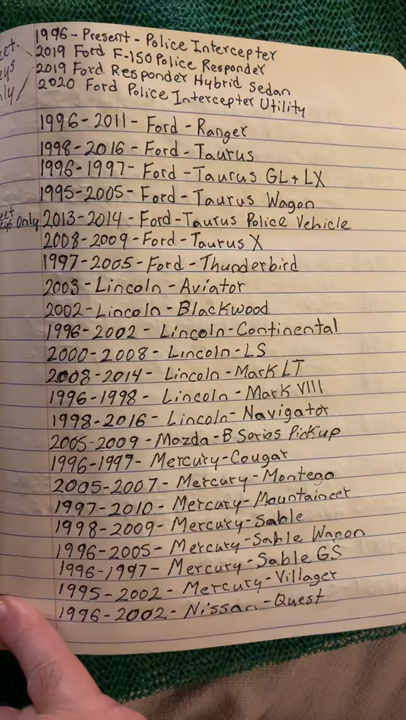 1996-Present-Police Intercepter
2019 Ford F-150 Police Responder
2019 Ford Responder Hybrid Sedan
2020 Ford Police Intercepter Utility
1996-2011-Ford-Ranger
1998-2016-Ford-Taurus
1996-1997-Ford-Taurus GL+LX
1995-2005-Ford-Taurus Wagon
only 2013-2014-Ford-Taurus Police Vehicle
2008-2009-Ford-Taurus X
1997-2005-Ford-Thunderbird
2003-Lincoln-Aviator
2002-Lincoln-Blackwood
1996-2002-Lincoln-Continental
2000-2008-Lincoln-LS
2008-2014-Lincoln-Mark LT
1996-1998-Lincoln-Mark VIII
1998-2016-Lincoln-Navigator
2005-2009-Mazda-B Series Pickup
1996-1997-Mercury-Cougar
2005-2007-Mercury-Montego
1997-2010-Mercury-Mountaineer
1998-2009-Mercury-Sable
1996-2005-Mercury-Sable Wagon
1996-1997-Mercury-Sable GS
1995-2002-Mercury-Villager
1996-2002-Nissan-Quest